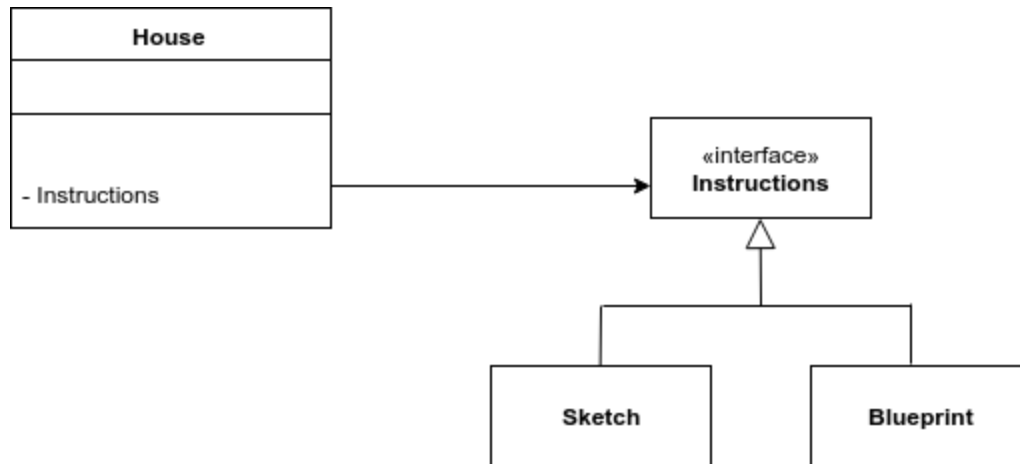 House
- Instructions
«interface»
Instructions
Sketch
Blueprint